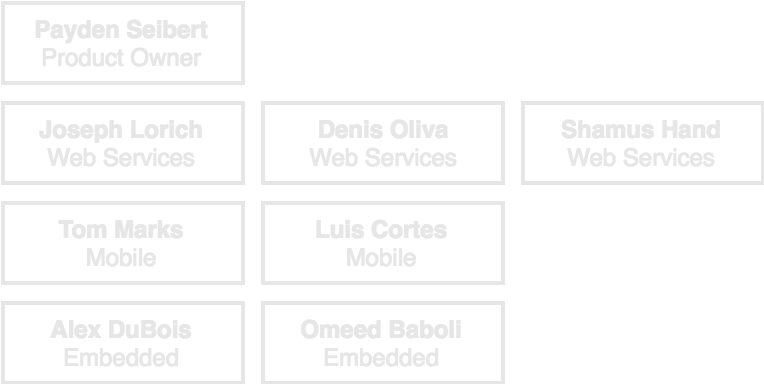 Payden Seibert
Product Owner
Joseph Lorich
Web Services
Denis Oliva
Web Services
Shamus Hand
Web Services
Tom Marks
Mobile
Luis Cortes
Mobile
Alex DuBois
Embedded
Omeed Baboli
Embedded